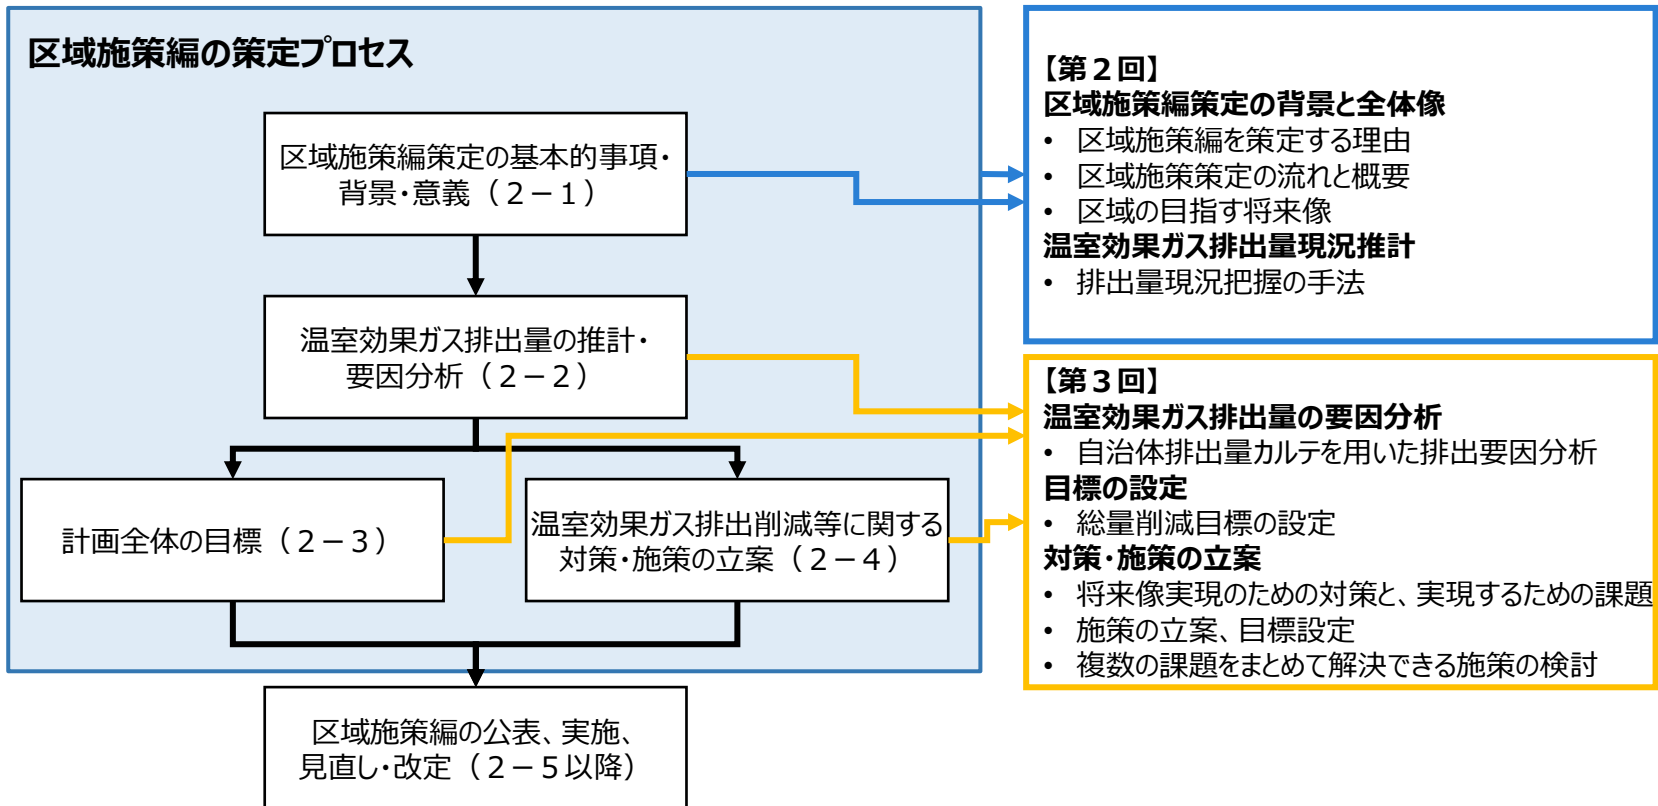 区域施策編の策定プロセス
区域施策編策定の基本的事項・
背景・意義（２－１）
温室効果ガス排出量の推計・
要因分析（２－２）
計画全体の目標（２－３）
温室効果ガス排出削減等に関する
対策・施策の立案（２－４）
区域施策編の公表、実施、
見直し・改定（２－５以降）
【第２回】
区域施策編策定の背景と全体像
• 区域施策編を策定する理由
• 区域施策策定の流れと概要
• 区域の目指す将来像
温室効果ガス排出量現況推計
• 排出量現況把握の手法
【第３回】
温室効果ガス排出量の要因分析
• 自治体排出量カルテを用いた排出要因分析
目標の設定
• 総量削減目標の設定
対策・施策の立案
• 将来像実現のための対策と、実現するための課題
• 施策の立案、目標設定
• 複数の課題をまとめて解決できる施策の検討